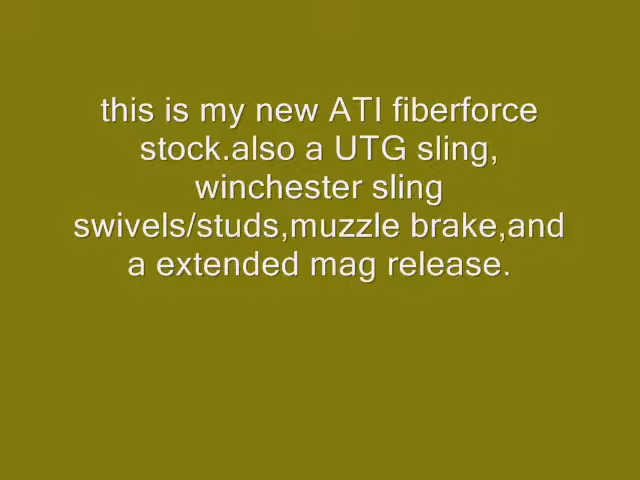 this is my new ATI fiberforce
stock.also a UTG sling,
winchester sling
swivels/studs,muzzle brake,and
a extended mag release.